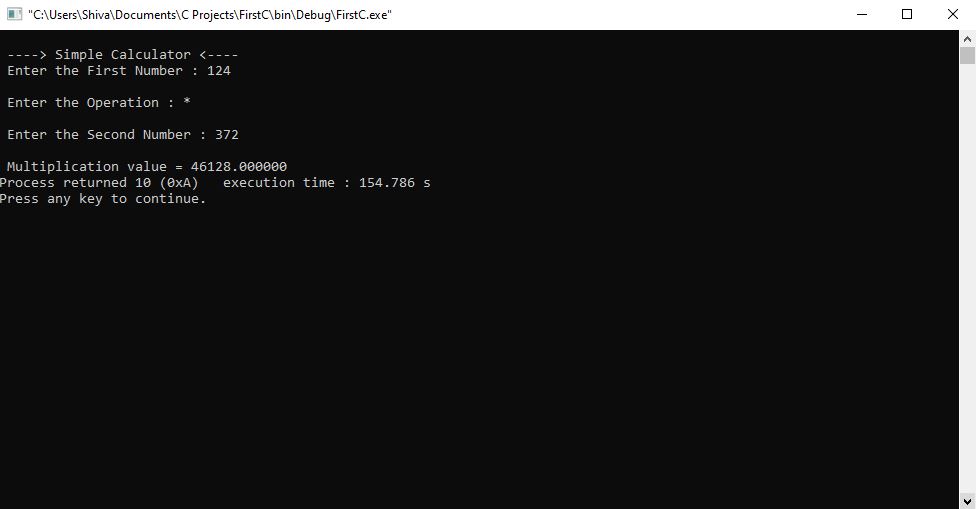 "C:\Users\Shiva\Documents\C Projects\FirstC\bin\Debug\FirstC.exe"
----> Simple Calculator <----
Enter the First Number : 124
Enter the Operation : *
Enter the Second Number : 372
Multiplication value = 46128.000000
Process returned 10 (0xA)   execution time : 154.786 s
Press any key to continue.